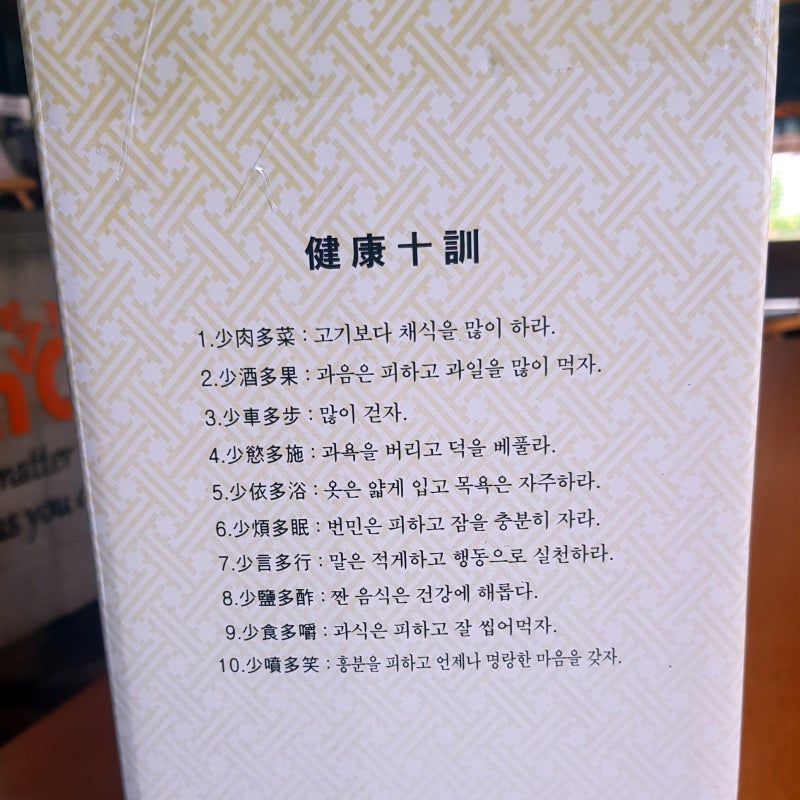 健康十訓
1.少肉多菜 : 고기보다 채식을 많이 하라.
2.少酒多果 : 과음은 피하고 과일을 많이 먹자.
3.少車多步 : 많이 걷자.
4.少慾多施 : 과욕을 버리고 덕을 베풀라.
5.少依多浴 : 옷은 얇게 입고 목욕은 자주하라.
6.少煩多眠 : 번민은 피하고 잠을 충분히 자라.
7.少言多行 : 말은 적게하고 행동으로 실천하라.
8.少鹽多酢 : 짠 음식은 건강에 해롭다.
9.少食多嚼 : 과식은 피하고 잘 씹어먹자.
10.少噴多笑 : 흥분을 피하고 언제나 명랑한 마음을 갖자.
matter
you